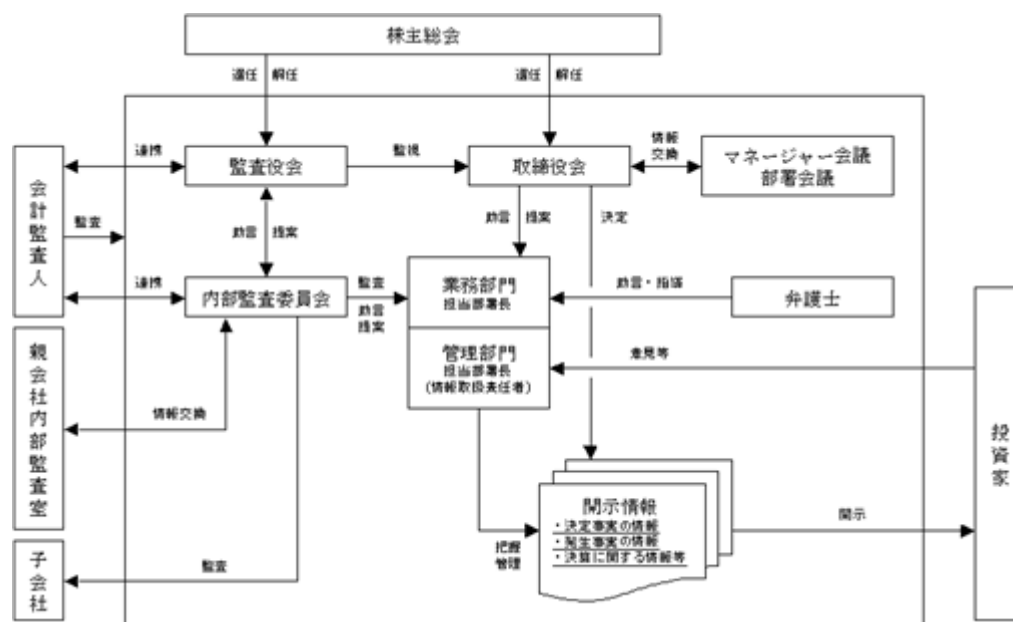 株主総会
選任 解任
選任 解任
会計監査人
連携
監査役会
監視
取締役会
情報
交換
マネージャー会議
部署会議
監査
助言 提案
助言 提案
決定
連携
内部監査委員会
監査
助言
提案
業務部門
担当部署長
助言・指導
弁護士
管理部門
担当部署長
(情報取扱責任者)
意見等
親会社内部監査室
情報交換
投資家
開示情報
・決定事実の情報
・発生事実の情報
・決算に関する情報等
把握
管理
開示
子会社
監査